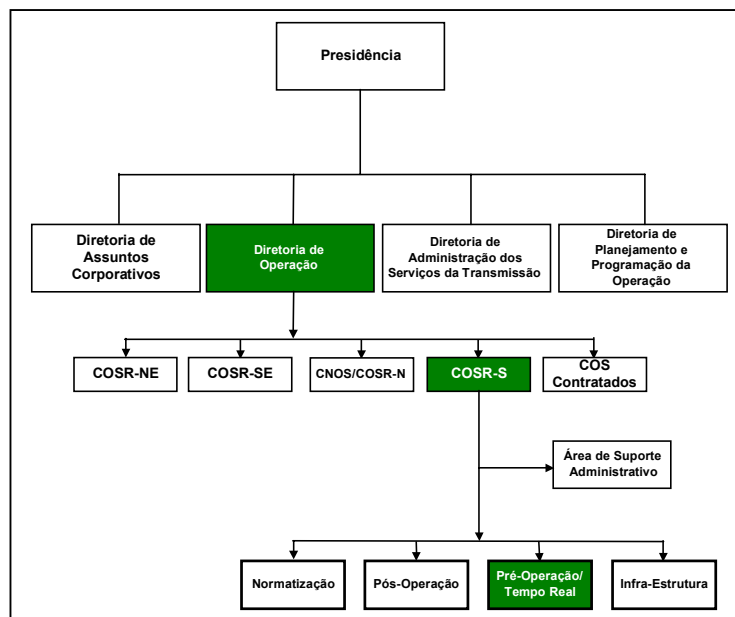 Presidência
Diretoria de
Assuntos
Corporativos
Diretoria de
Operação
Diretoria de
Administração dos
Serviços da Transmissão
Diretoria de
Planejamento e
Programação da
Operação
COSR-NE
COSR-SE
CNOS/COSR-N
COSR-S
COS
Contratados
Área de Suporte
Administrativo
Normatização
Pós-Operação
Pré-Operação/
Tempo Real
Infra-Estrutura